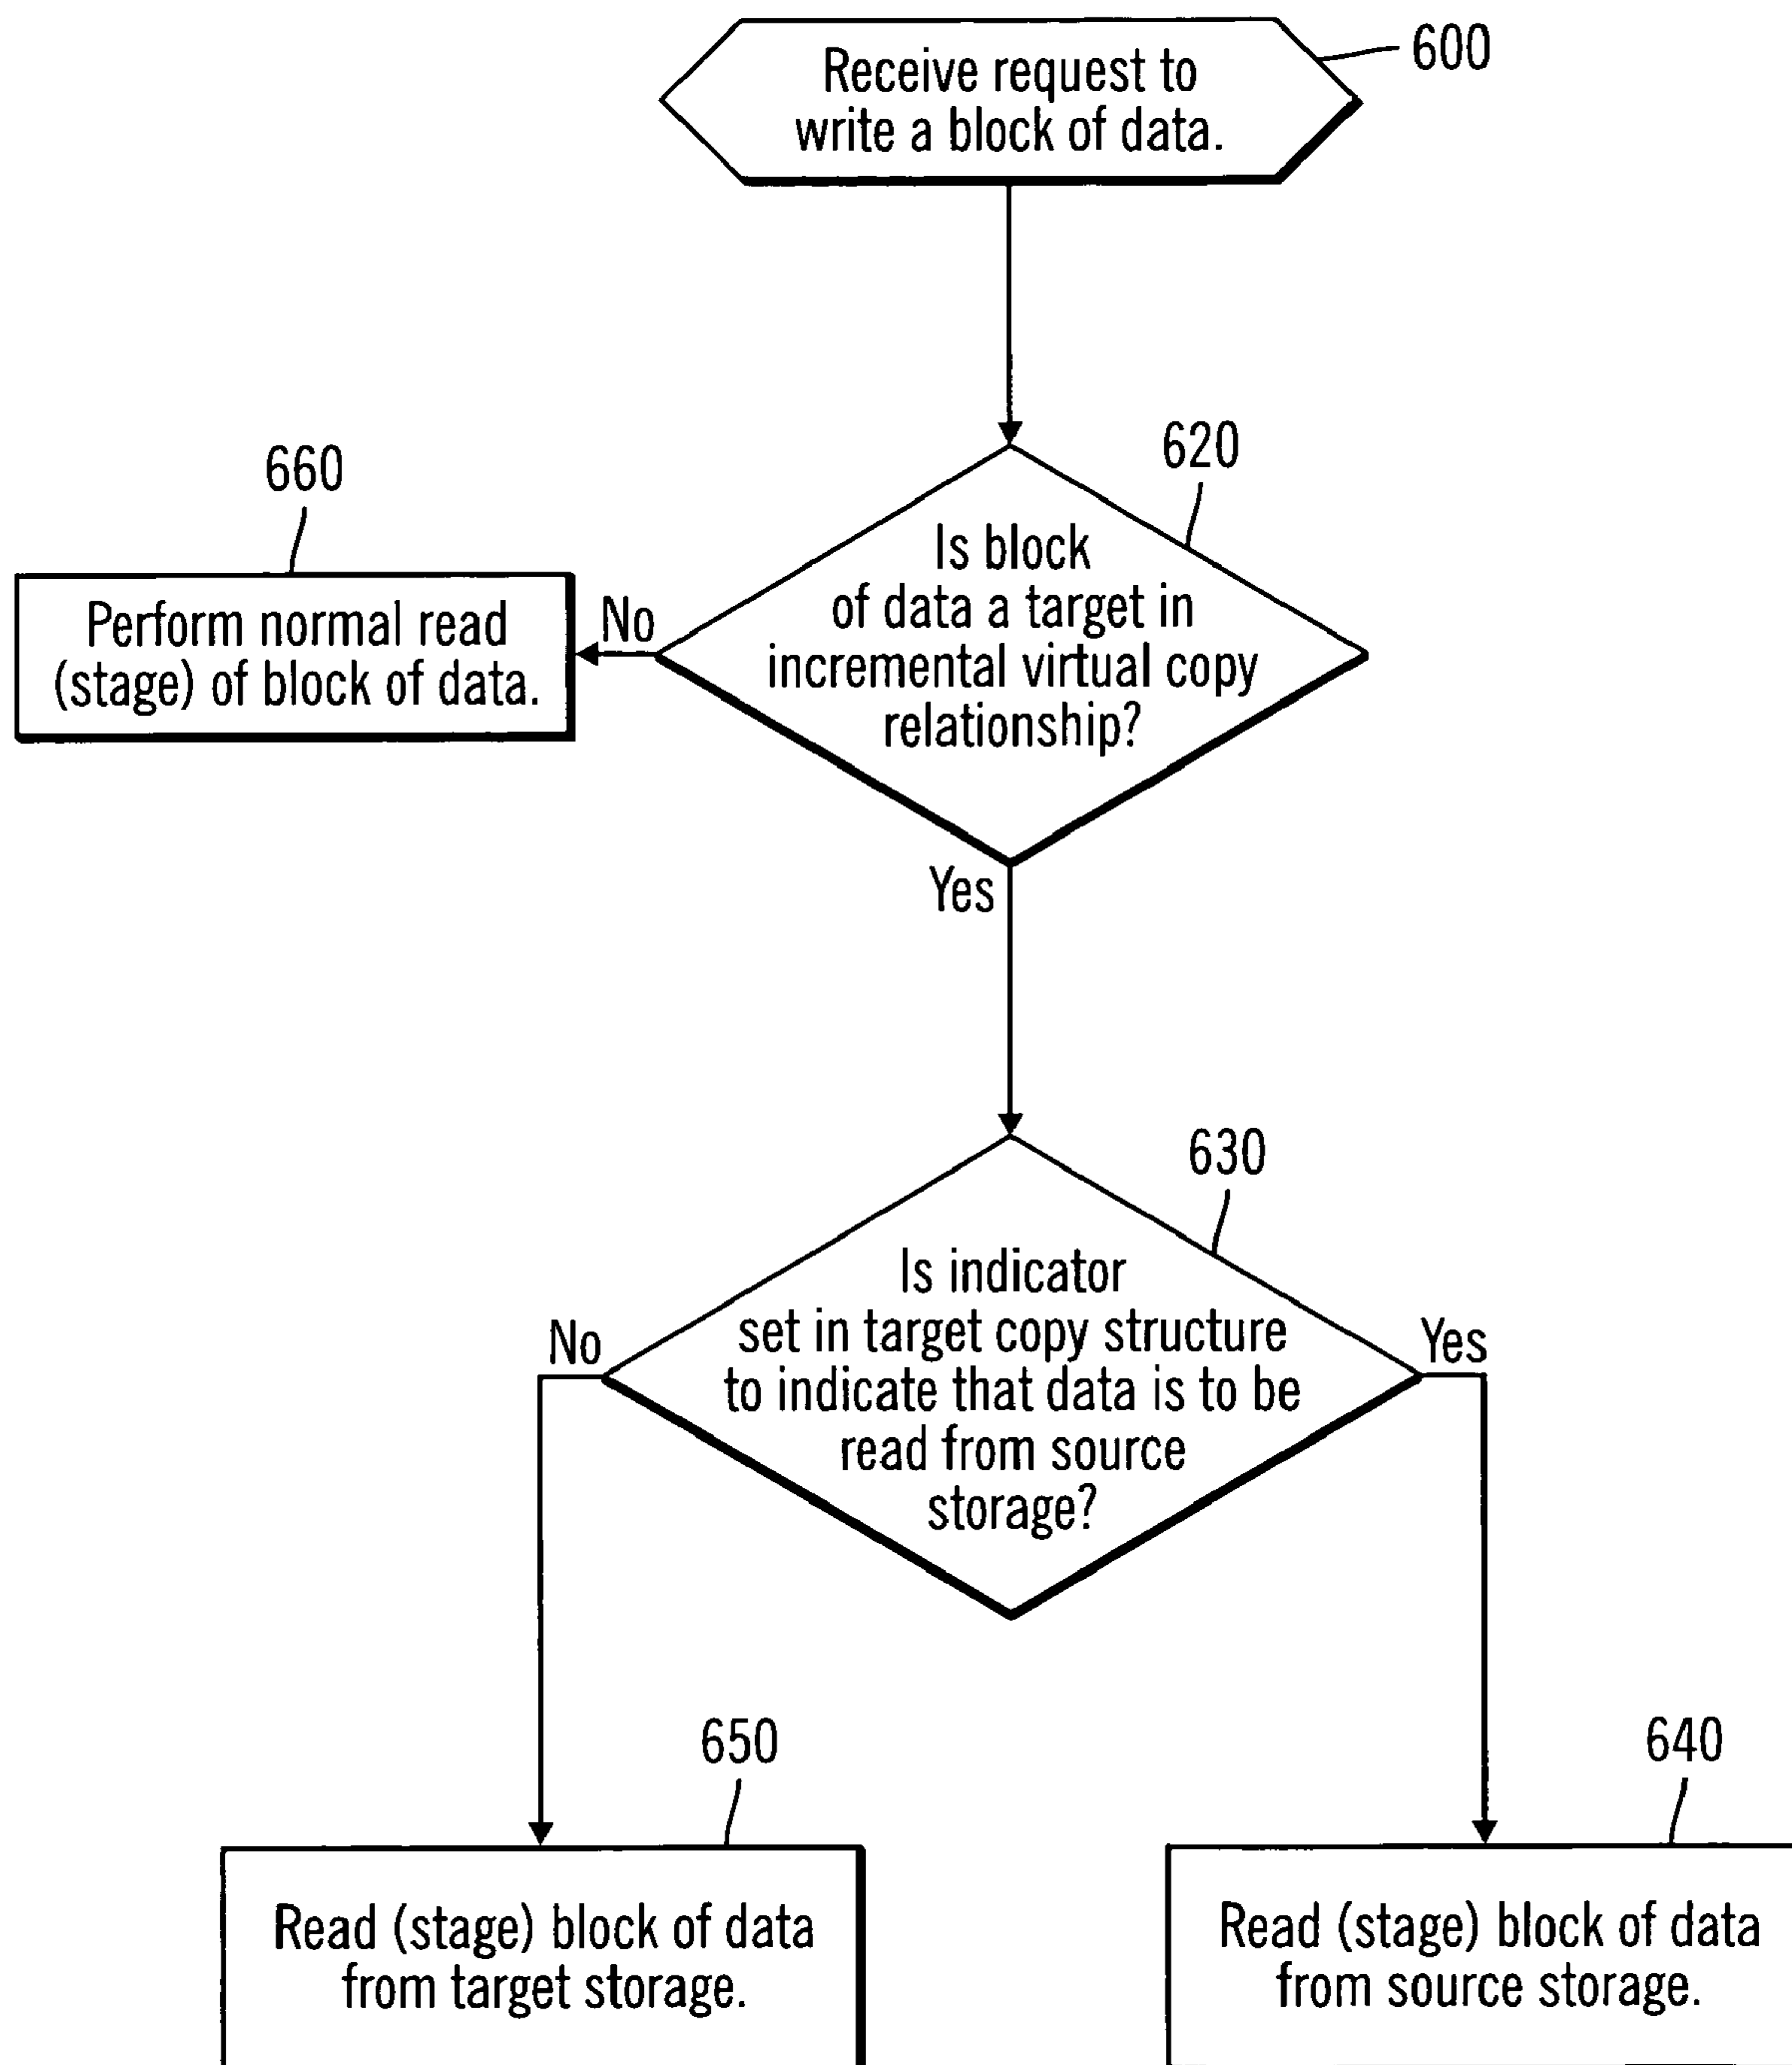 Receive request to
write a block of data.
600
620
Is block
of data a target in
incremental virtual copy
relationship?
660
No
Perform normal read
(stage) of block of data.
Yes
630
Is indicator
set in target copy structure
to indicate that data is to be
read from source
storage?
No
Yes
650
Read (stage) block of data
from target storage.
640
Read (stage) block of data
from source storage.